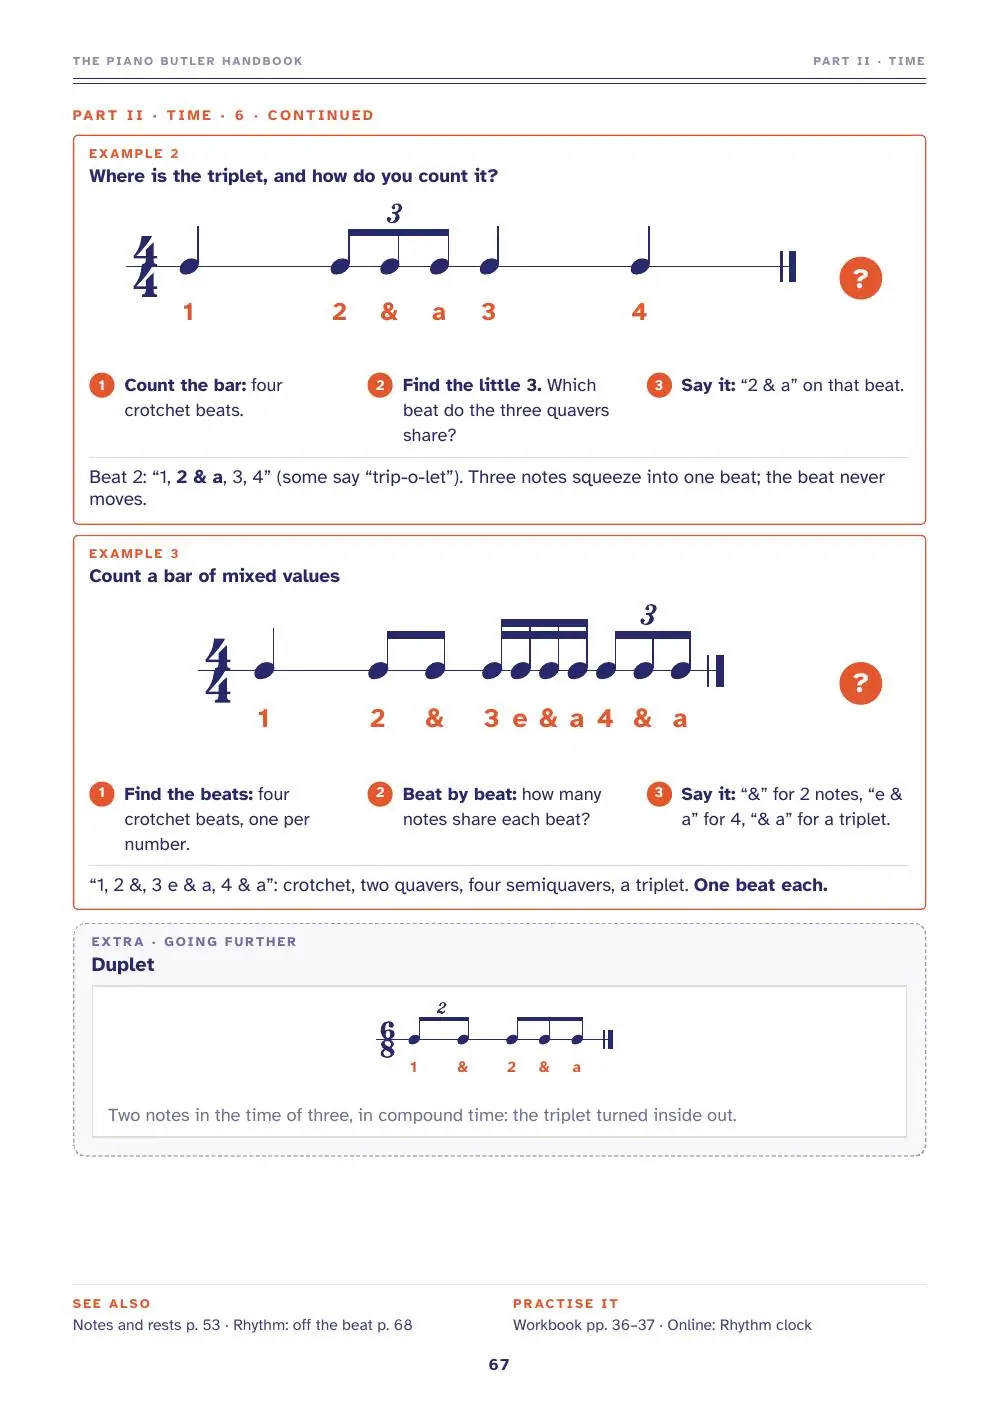 THE PIANO BUTLER HANDBOOK
PART II · TIME
PART II · TIME · 6 · CONTINUED
EXAMPLE 2
Where is the triplet, and how do you count it?
3
4
4
1 2 & a 3 4
?
1 Count the bar: four
crotchet beats.
2 Find the little 3. Which
beat do the three quavers
share?
3 Say it: “2 & a” on that beat.
Beat 2: “1, 2 & a, 3, 4” (some say “trip-o-let”). Three notes squeeze into one beat; the beat never
moves.
EXAMPLE 3
Count a bar of mixed values
3
4
4
1 2 & 3 e & a 4 & a
?
1 Find the beats: four
crotchet beats, one per
number.
2 Beat by beat: how many
notes share each beat?
3 Say it: “&” for 2 notes, “e &
a” for 4, “& a” for a triplet.
“1, 2 &, 3 e & a, 4 & a”: crotchet, two quavers, four semiquavers, a triplet. One beat each.
EXTRA · GOING FURTHER
Duplet
2
6
8
1 & 2 & a
Two notes in the time of three, in compound time: the triplet turned inside out.
SEE ALSO
Notes and rests p. 53 · Rhythm: off the beat p. 68
PRACTISE IT
Workbook pp. 36–37 · Online: Rhythm clock
67